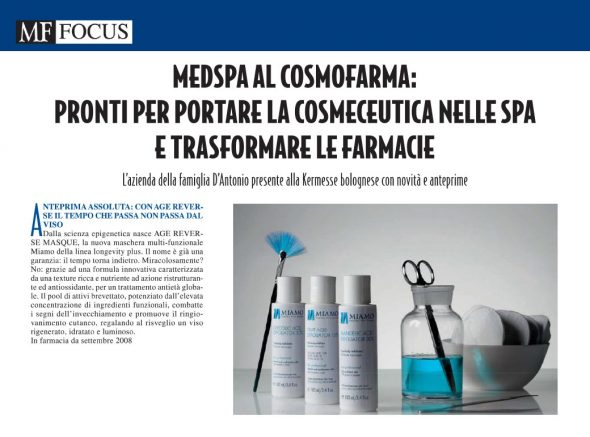 MF FOCUS
MEDSPA AL COSMOFARMA:
PRONTI PER PORTARE LA COSMECEUTICA NELLE SPA
E TRASFORMARE LE FARMACIE
L'azienda della famiglia D'Antonio presente alla Kermesse bolognese con novità e anteprime
ANTEPRIMA ASSOLUTA: CON AGE REVER-
SE IL TEMPO CHE PASSA NON PASSA DAL
VISO
Dalla scienza epigenetica nasce AGE REVER-
SE MASQUE, la nuova maschera multi-funzionale
Miamo della linea longevity plus. Il nome è già una
garanzia: il tempo torna indietro. Miracolosamente?
No: grazie ad una formula innovativa caratterizzata
da una texture ricca e nutriente ad azione ristrutturan-
te ed antiossidante, per un trattamento antietà globa-
le. Il pool di attivi brevettato, potenziato dall'elevata
concentrazione di ingredienti funzionali, combatte
i segni dell'invecchiamento e promuove il ringio-
vanimento cutaneo, regalando al risveglio un viso
rigenerato, idratato e luminoso.
In farmacia da settembre 2008
MIAMO
MIAMO
MIAMO